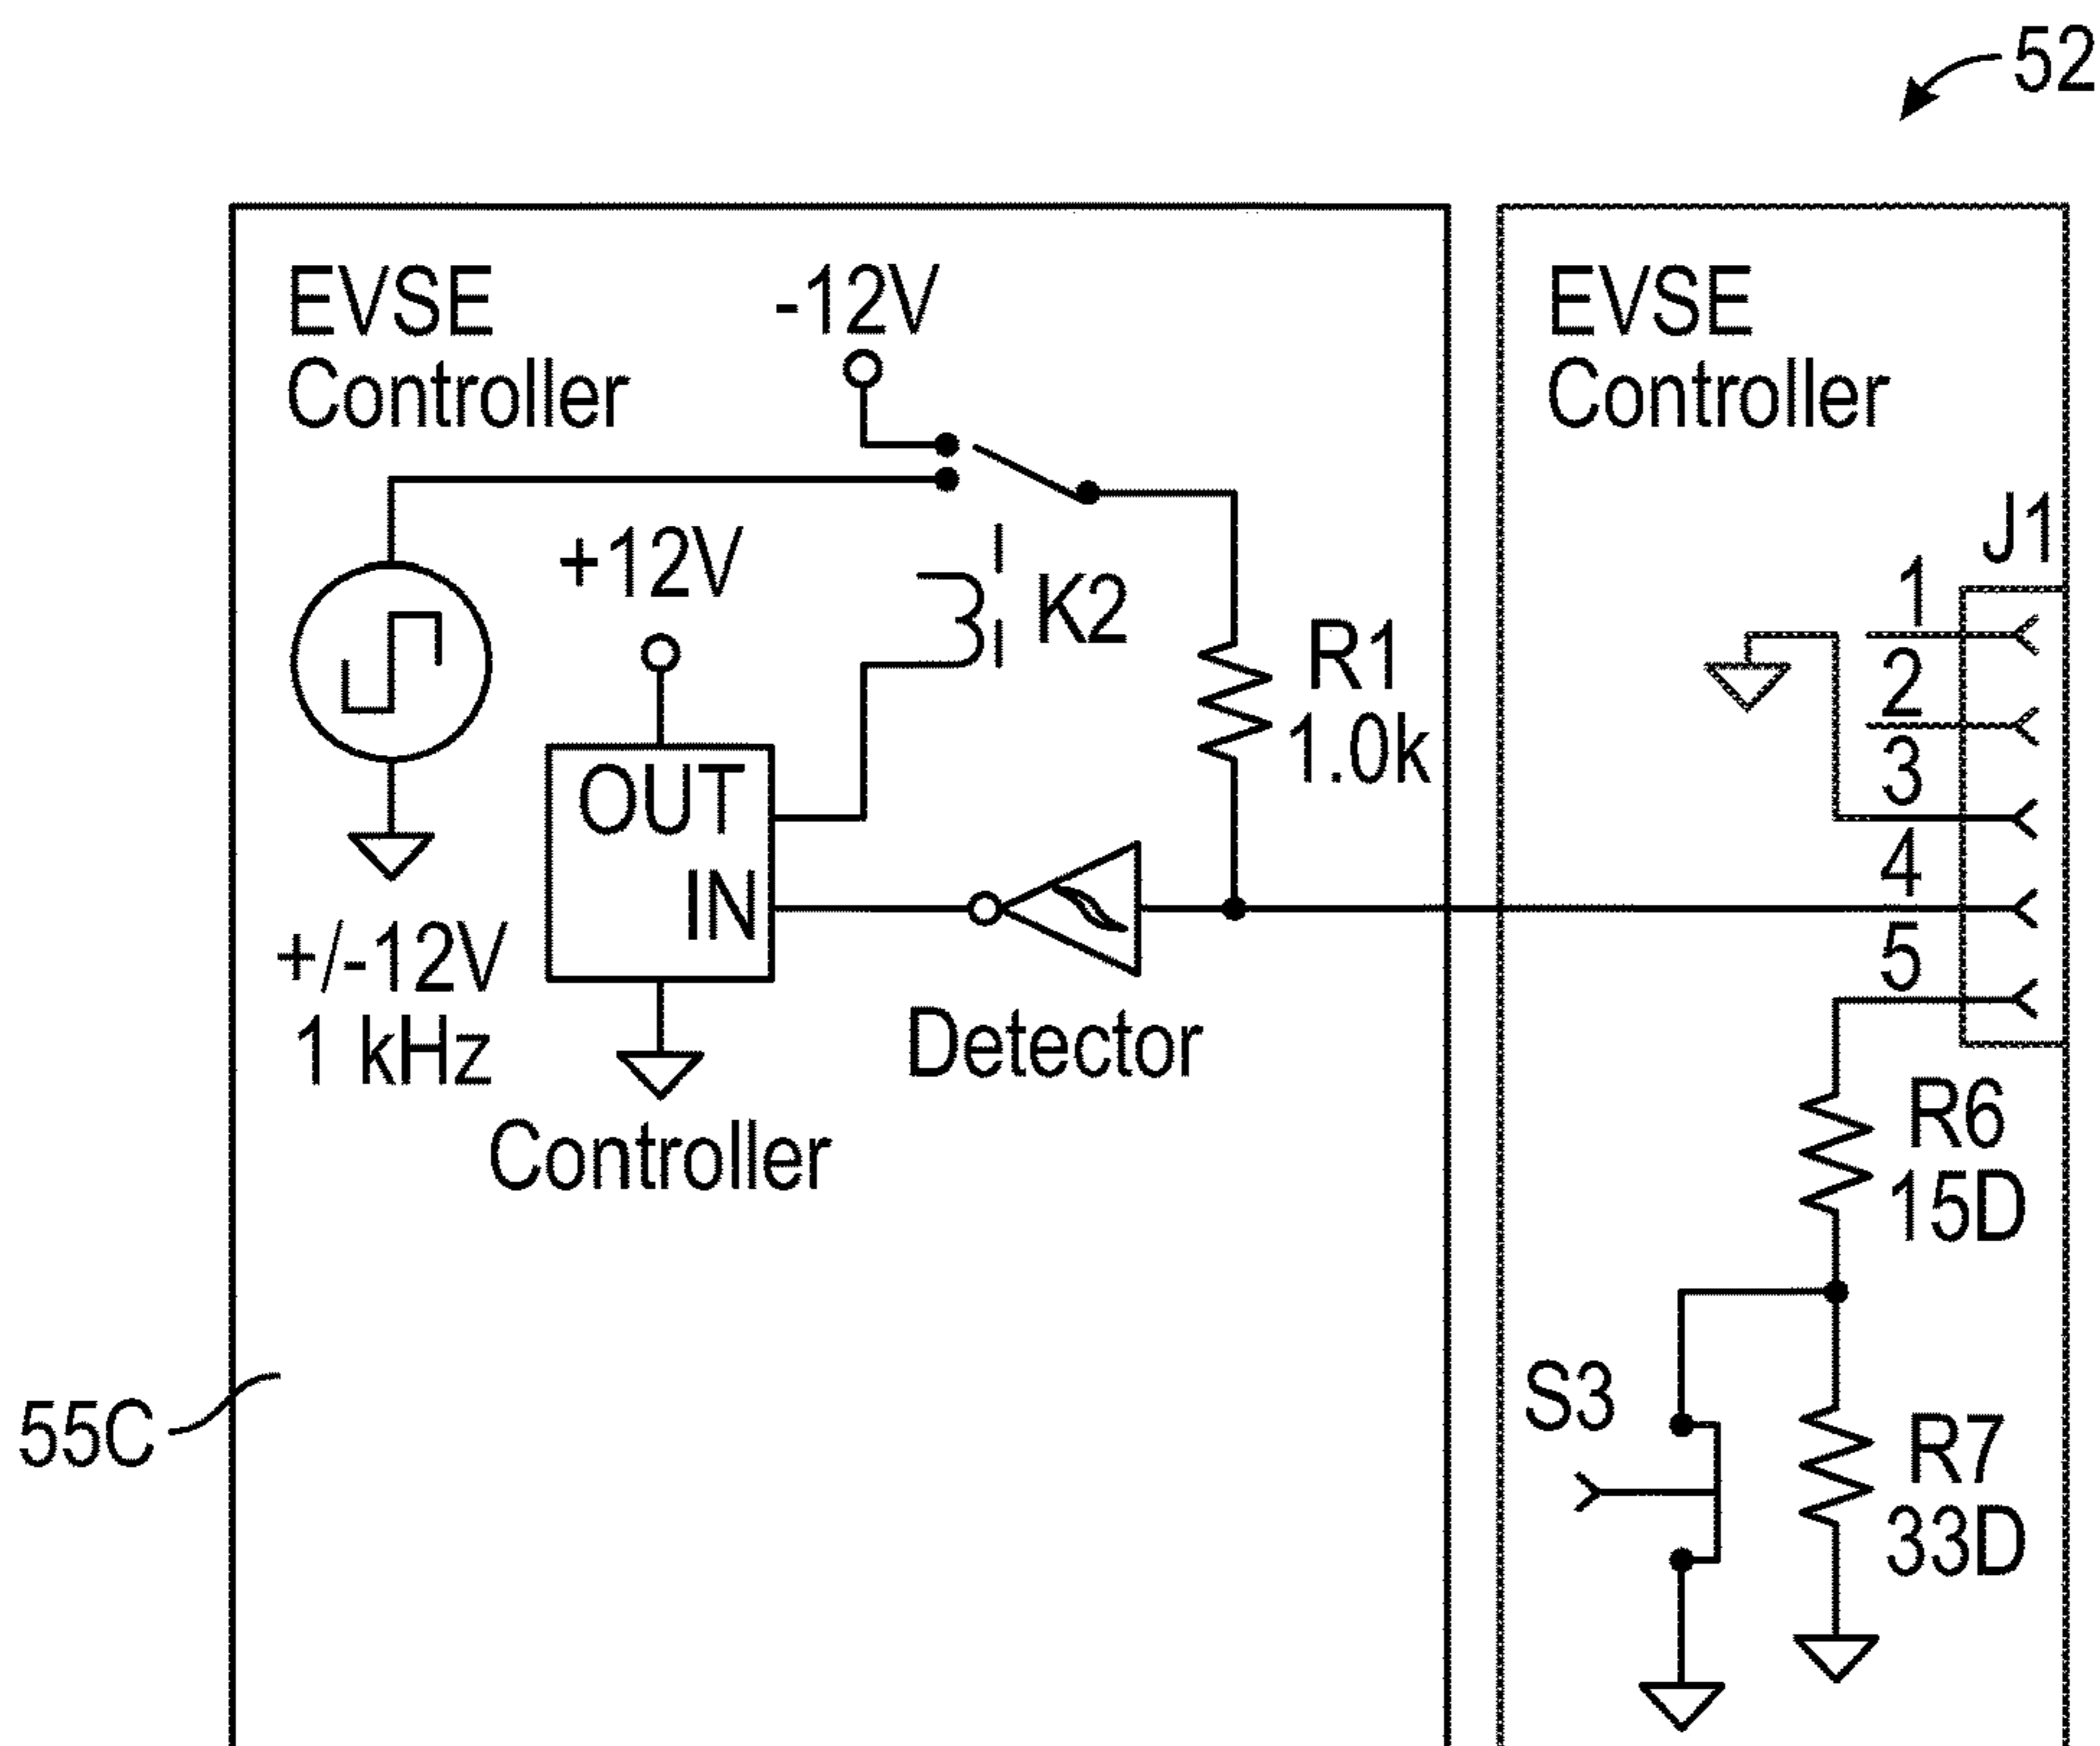 52
EVSE
Controller
-12V
+12V
K2
R1
1.0k
OUT
IN
+/-12V
1 kHz
Detector
Controller
55C
EVSE
Controller
J1
1
2
3
4
5
R6
15D
S3
R7
33D